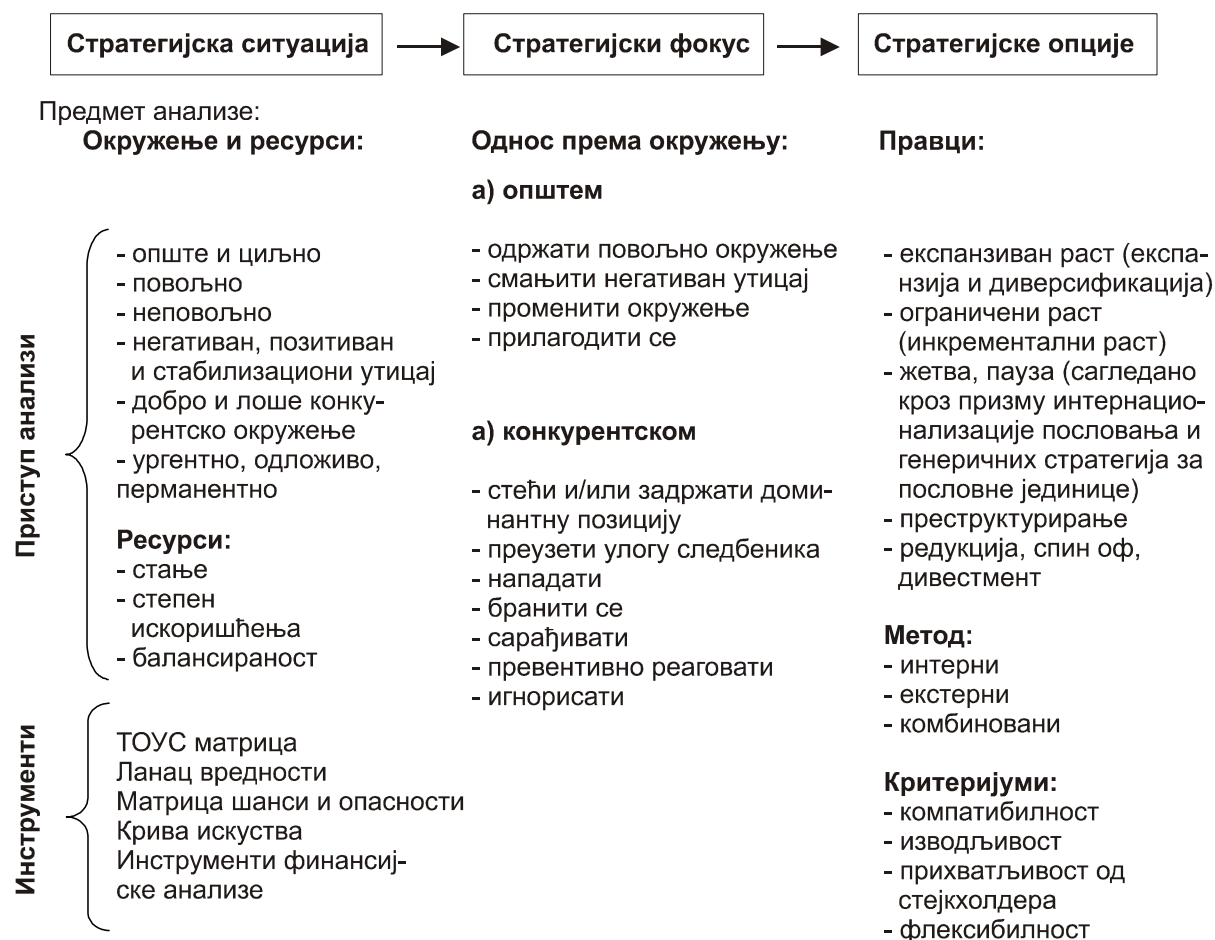 Стратегијска ситуација
Стратегијски фокус
Стратегијске опције
Предмет анализе:
Окружење и ресурси:
- опште и циљно
- повољно
- неповољно
- негативан, позитиван
и стабилизациони утицај
- добро и лоше конку-
рентско окружење
- ургентно, одложиво,
перманентно
Ресурси:
- стање
- степен
искоришћења
- балансираност
Приступ анализи
ТОУС матрица
Ланац вредности
Матрица шанси и опасности
Крива искуства
Инструменти финансиј-
ске анализе
Инструменти
Однос према окружењу:
а) општем
- одржати повољно окружење
- смањити негативан утицај
- променити окружење
- прилагодити се
а) конкурентском
- стећи и/или задржати доми-
нантну позицију
- преузети улогу следбеника
- нападати
- бранити се
- сарађивати
- превентивно реаговати
- игнорисати
Правци:
- експанзиван раст (експа-
нзија и диверсификација)
- ограничени раст
(инкрементални раст)
- жетва, пауза (сагледано
кроз призму интернацио-
нализације пословања и
генеричних стратегија за
пословне јединице)
- преструктурирање
- редукција, спин оф,
дивестмент
Метод:
- интерни
- екстерни
- комбиновани
Критеријуми:
- компатибилност
- изводљивост
- прихватљивост од
стејкхолдера
- флексибилност